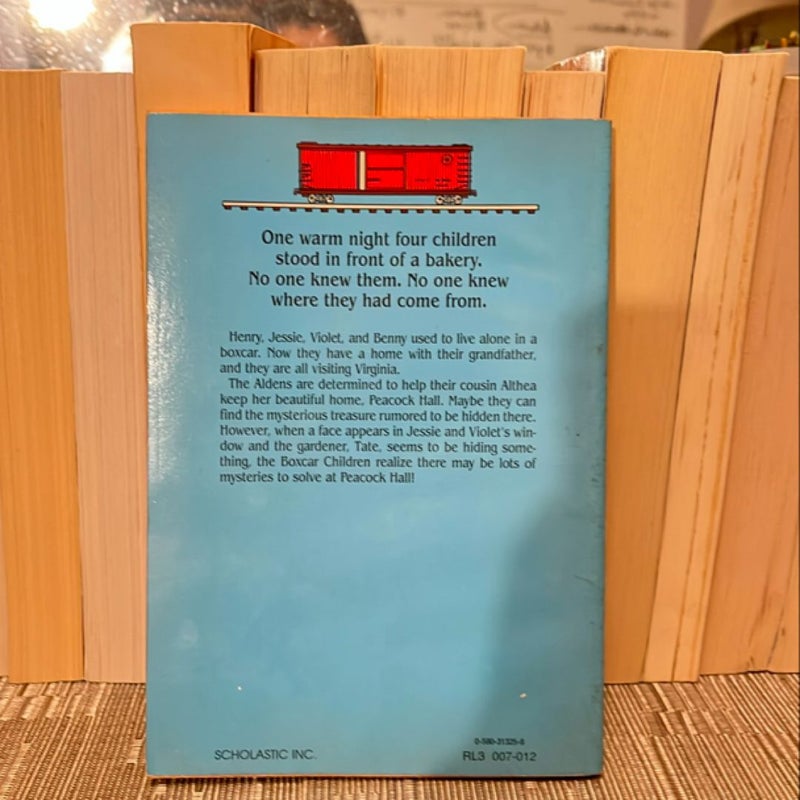 One warm night four children
stood in front of a bakery.
No one knew them. No one knew
where they had come from.
Henry, Jessie, Violet, and Benny used to live alone in a
boxcar. Now they have a home with their grandfather,
and they are all visiting Virginia.
The Aldens are determined to help their cousin Althea
keep her beautiful home, Peacock Hall. Maybe they can
find the mysterious treasure rumored to be hidden there.
However, when a face appears in Jessie and Violet's win-
dow and the gardener, Tate, seems to be hiding some-
thing, the Boxcar Children realize there may be lots of
mysteries to solve at Peacock Hall!
SCHOLASTIC INC.
RL3 007-012